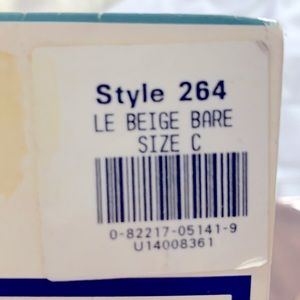 Style 264
LE BEIGE BARE
SIZE C
0-82217-05141-9
U14008361